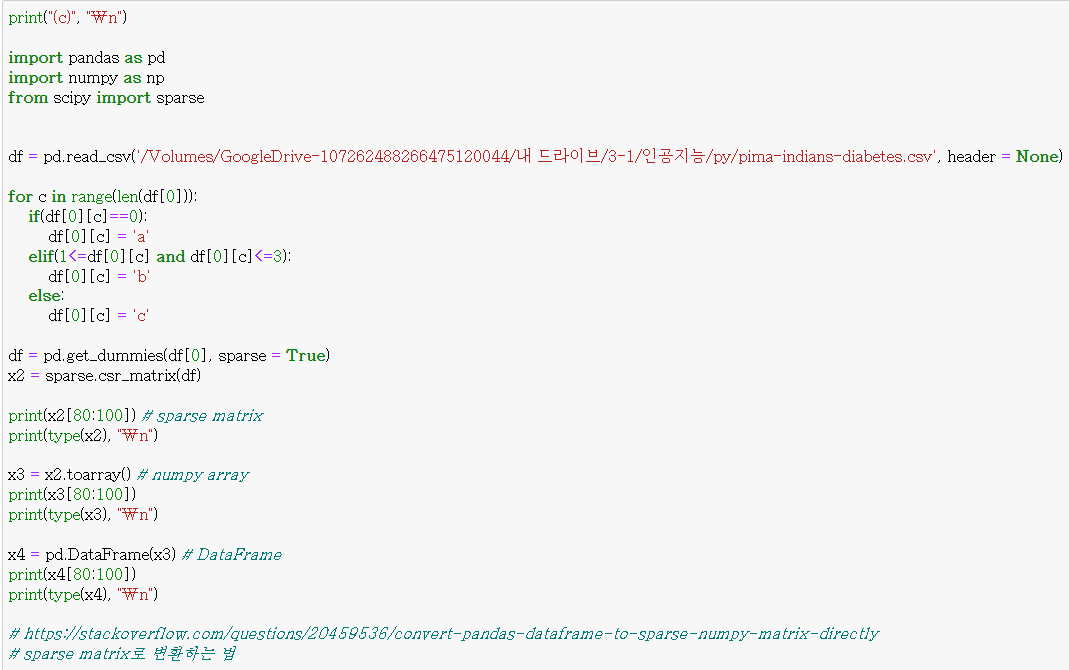 print("(c)", "₩n")
import pandas as pd
import numpy as np
from scipy import sparse
df = pd.read_csv('/Volumes/GoogleDrive-107262488266475120044/내 드라이브/3-1/인공지능/py/pima-indians-diabetes.csv', header = None)
for c in range(len(df[0])):
if(df[0][c]==0):
df[0][c] = 'a'
elif(1<=df[0][c] and df[0][c]<=3):
df[0][c] = 'b'
else:
df[0][c] = 'c'
df = pd.get_dummies(df[0], sparse = True)
x2 = sparse.csr_matrix(df)
print(x2[80:100]) # sparse matrix
print(type(x2), "₩n")
x3 = x2.toarray() # numpy array
print(x3[80:100])
print(type(x3), "₩n")
x4 = pd.DataFrame(x3) # DataFrame
print(x4[80:100])
print(type(x4), "₩n")
# https://stackoverflow.com/questions/20459536/convert-pandas-dataframe-to-sparse-numpy-matrix-directly
# sparse matrix로 변환하는 법